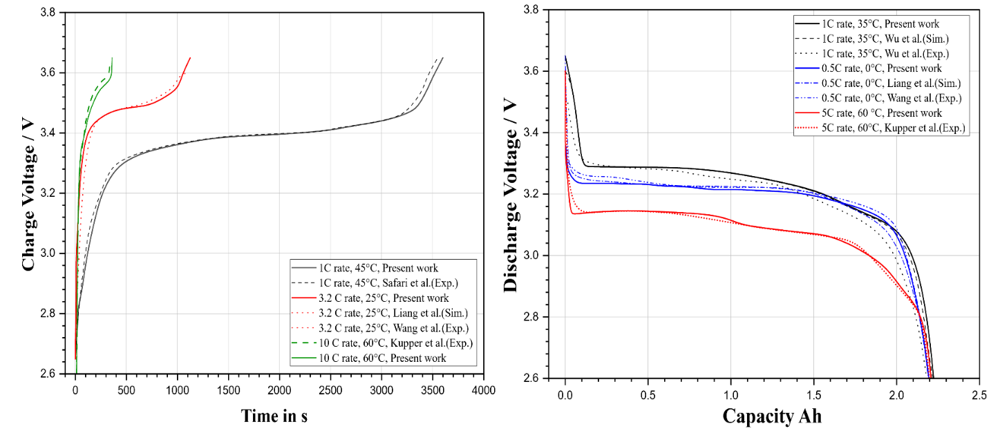 3.8
3.6
3.4
3.2
3.0
2.8
2.6
Charge Voltage / V
1C rate, 45°C, Present work
1C rate, 45°C, Safari et al.(Exp.)
3.2 C rate, 25°C, Present work
3.2 C rate, 25°C, Liang et al.(Sim.)
3.2 C rate, 25°C, Wang et al.(Exp.)
10 C rate, 60°C, Kupper et al.(Exp.)
10 C rate, 60°C, Present work
0 500 1000 1500 2000 2500 3000 3500 4000
Time in s
3.8
3.6
3.4
3.2
3.0
2.8
2.6
Discharge Voltage / V
1C rate, 35°C, Present work
1C rate, 35°C, Wu et al.(Sim.)
1C rate, 35°C, Wu et al.(Exp.)
0.5C rate, 0°C, Present work
0.5C rate, 0°C, Liang et al.(Sim.)
0.5C rate, 0°C, Wang et al.(Exp.)
5C rate, 60 °C, Present work
5C rate, 60°C, Kupper et al.(Exp.)
0.0 0.5 1.0 1.5 2.0 2.5
Capacity Ah